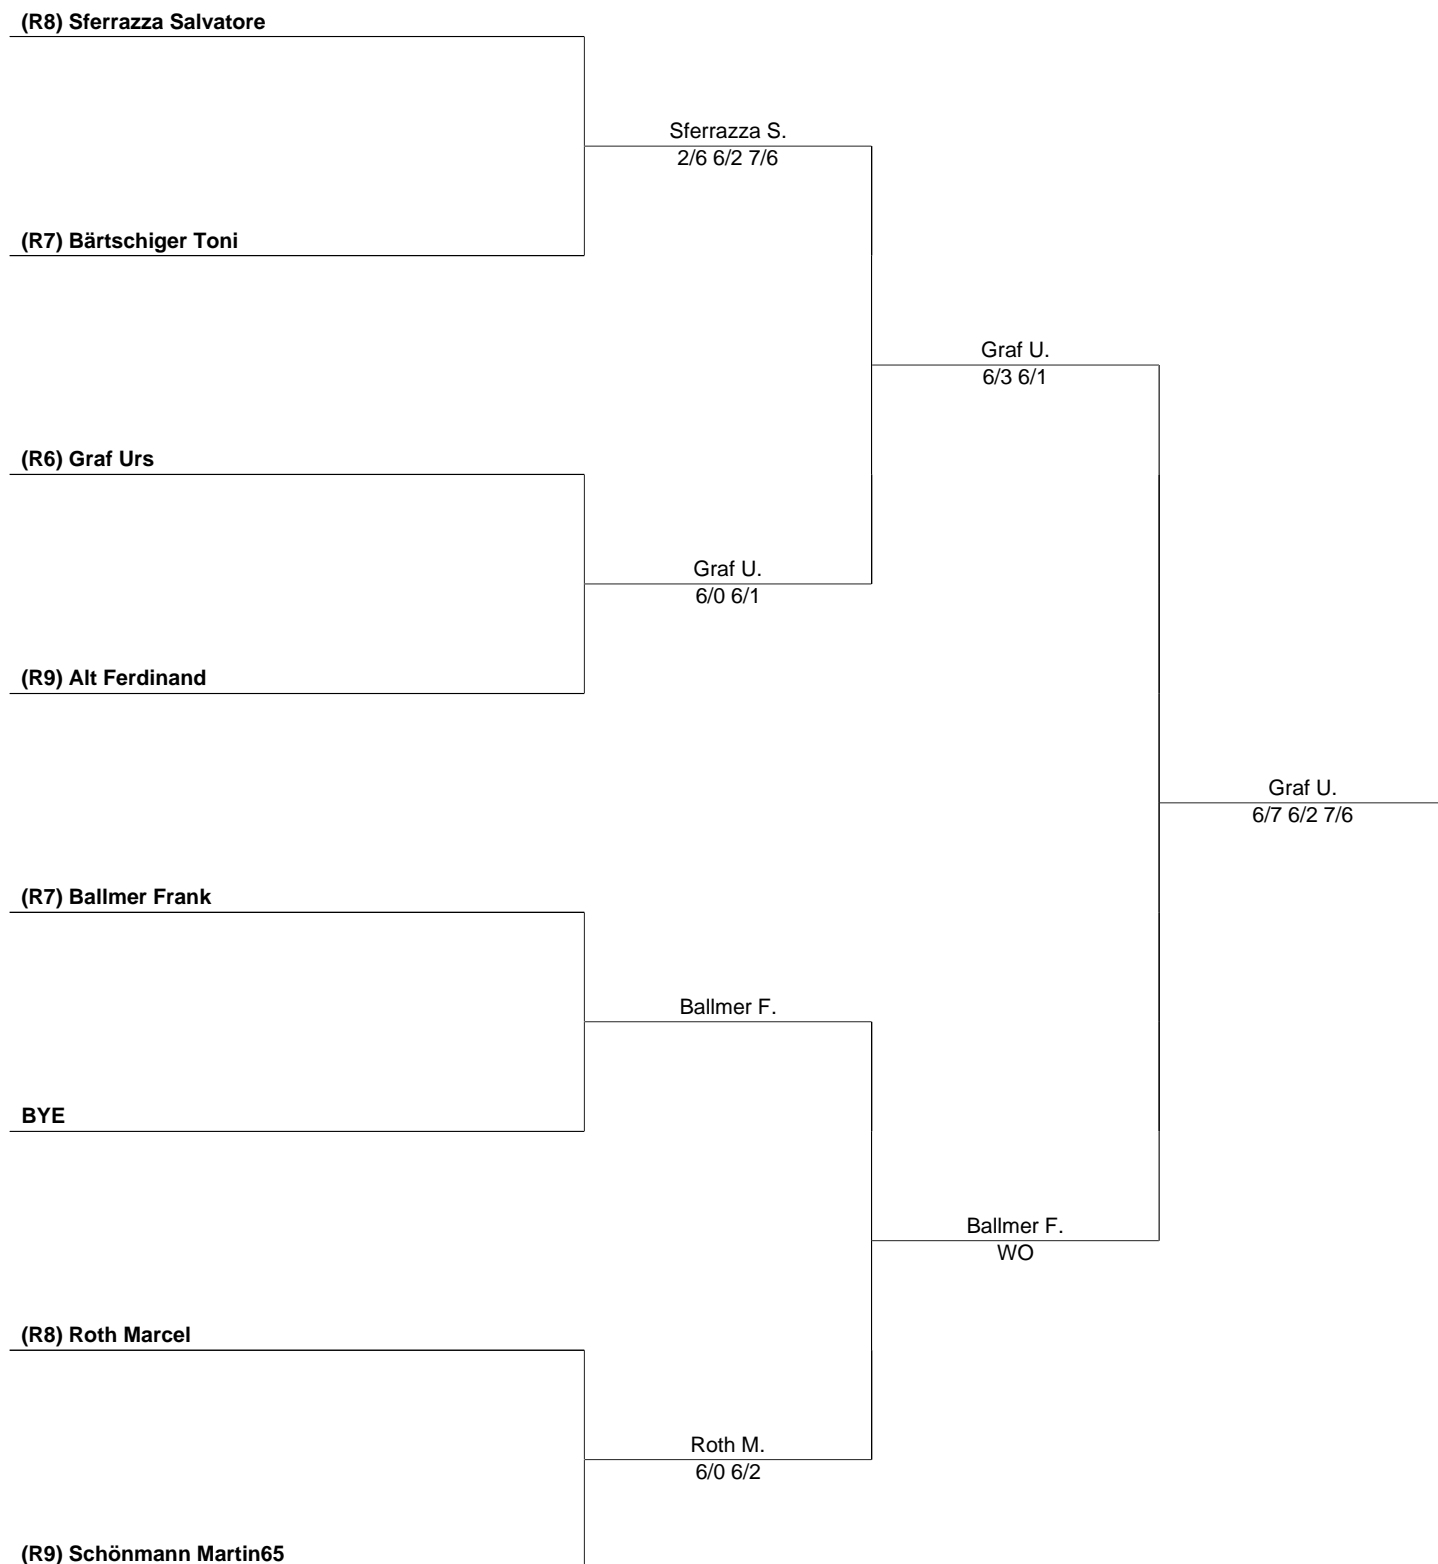 (R8) Sferrazza Salvatore
Sferrazza S.
2/6 6/2 7/6
(R7) Bärtschiger Toni
Graf U.
6/3 6/1
(R6) Graf Urs
Graf U.
6/0 6/1
(R9) Alt Ferdinand
Graf U.
6/7 6/2 7/6
(R7) Ballmer Frank
Ballmer F.
BYE
Ballmer F.
WO
(R8) Roth Marcel
Roth M.
6/0 6/2
(R9) Schönmann Martin65